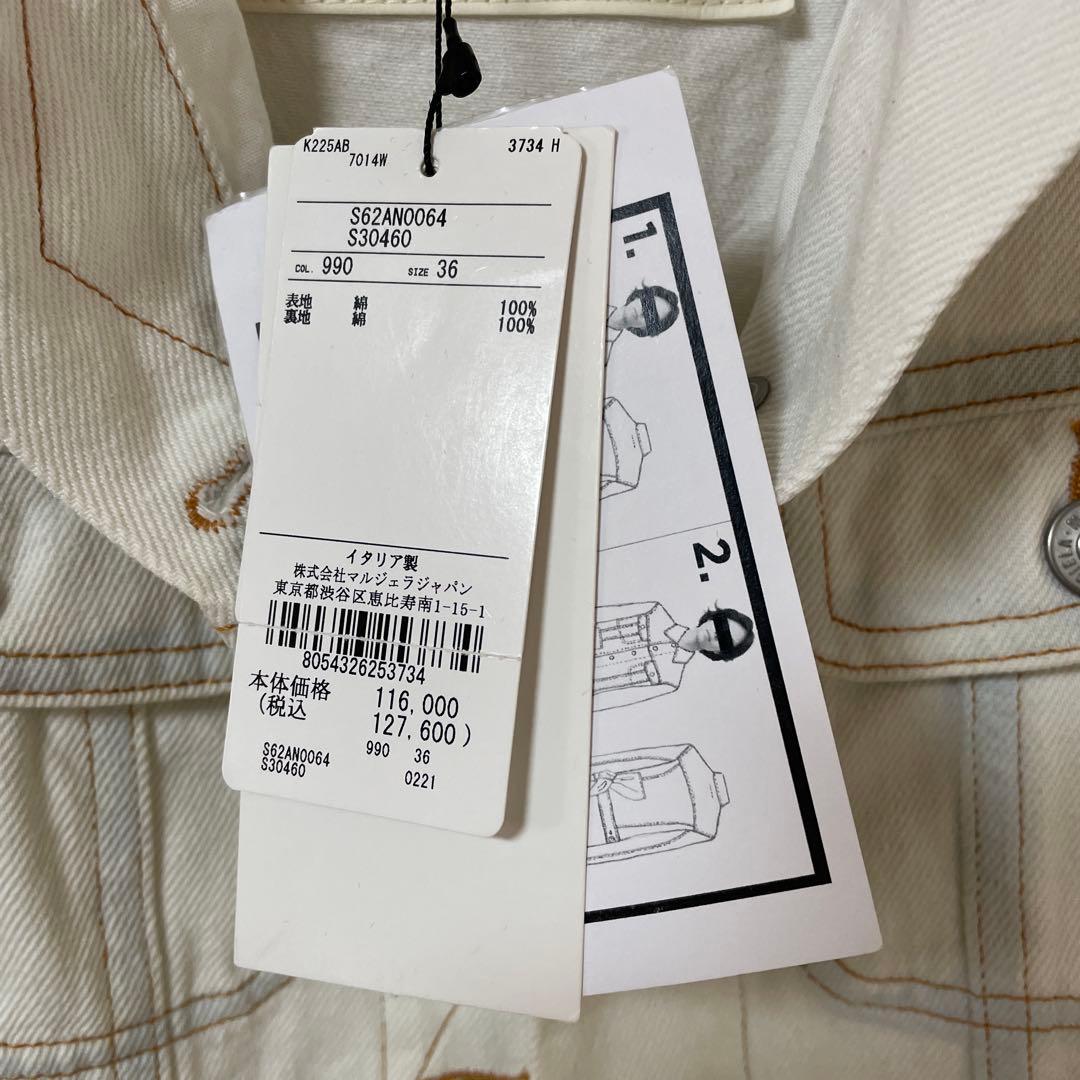 K225AB 3734 H
7014W
S62AN0064
S30460
COL. 990 SIZE 36
表地 綿 100%
裏地 綿 100%
イタリア製
株式会社マルジェラジャパン
東京都渋谷区恵比寿南1-15-1
8054326253734
本体価格 116,000
(税込 127,600)
S62AN0064 990 36
S30460 0221
1.
2.